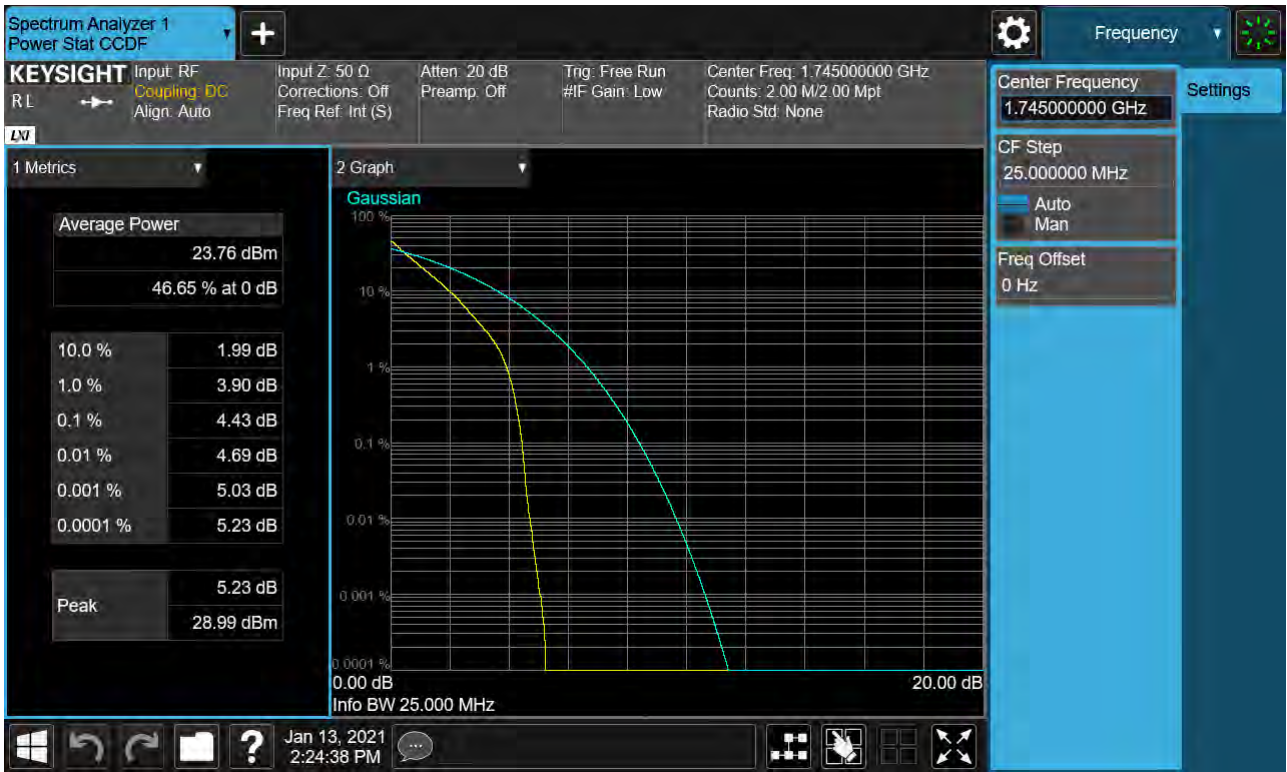 Spectrum Analyzer 1
Power Stat CCDF
Frequency
KEYSIGHT
RL
LXI
Input: RF
Coupling: DC
Align: Auto
Input Z: 50 Ω
Corrections: Off
Freq Ref: Int (S)
Atten: 20 dB
Preamp: Off
Trig: Free Run
#IF Gain: Low
Center Freq: 1.745000000 GHz
Counts: 2.00 M/2.00 Mpt
Radio Std: None
Center Frequency
1.745000000 GHz
Settings
CF Step
25.000000 MHz
Auto
Man
Freq Offset
0 Hz
1 Metrics
Average Power
23.76 dBm
46.65 % at 0 dB
10.0 % 1.99 dB
1.0 % 3.90 dB
0.1 % 4.43 dB
0.01 % 4.69 dB
0.001 % 5.03 dB
0.0001 % 5.23 dB
Peak
5.23 dB
28.99 dBm
2 Graph
Gaussian
100 %
10 %
1 %
0.1 %
0.01 %
0.001 %
0.0001 %
0.00 dB 20.00 dB
Info BW 25.000 MHz
?
Jan 13, 2021
2:24:38 PM